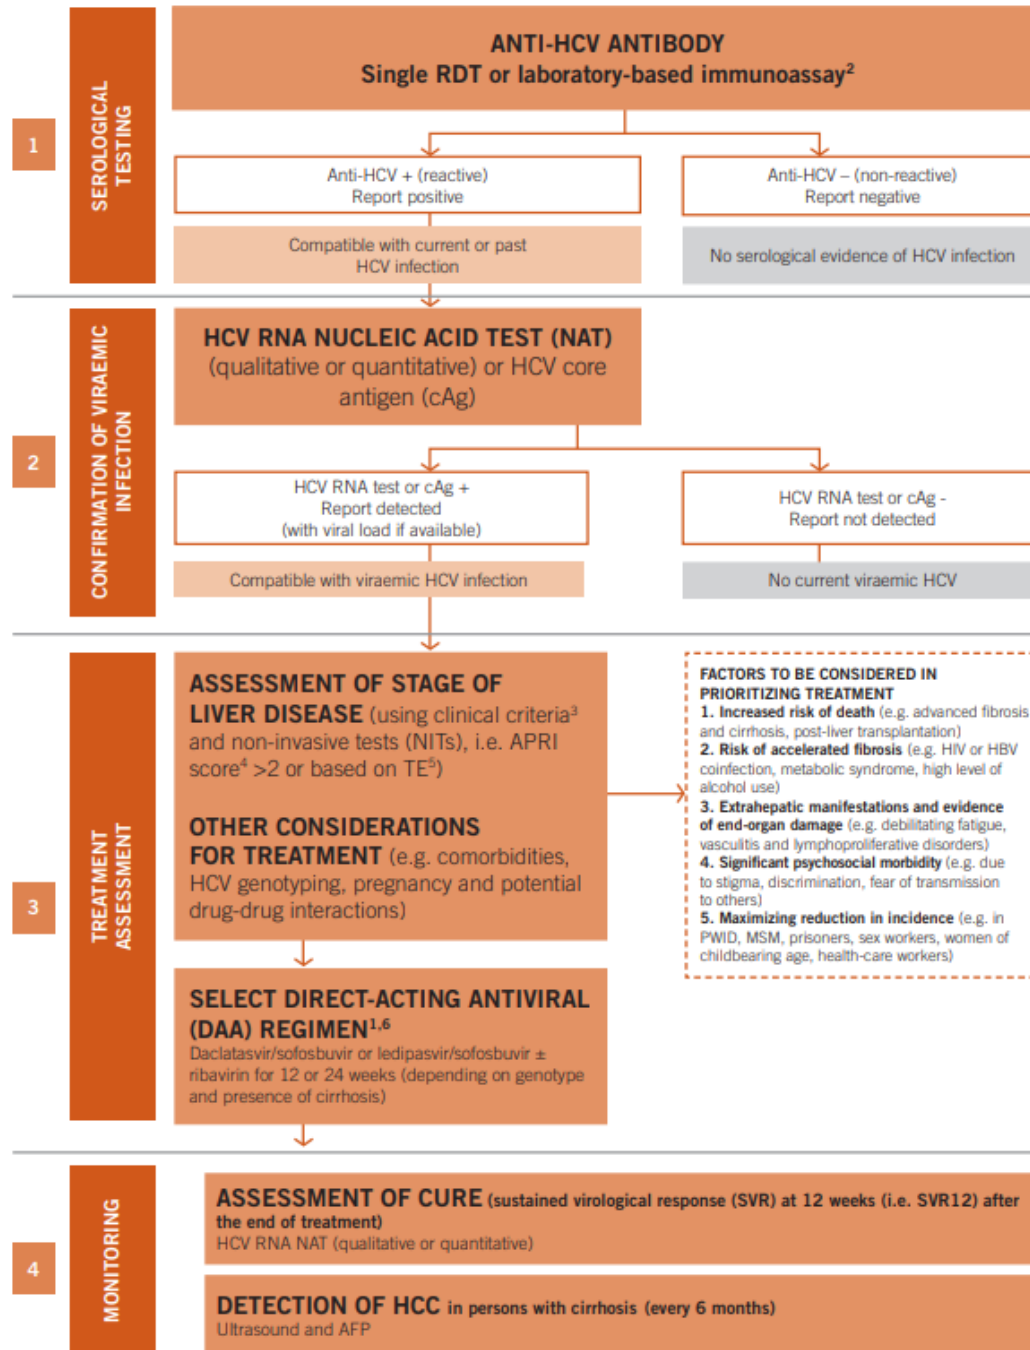 1
SEROLOGICAL
TESTING
ANTI-HCV ANTIBODY
Single RDT or laboratory-based immunoassay²
Anti-HCV + (reactive)
Report positive
Anti-HCV – (non-reactive)
Report negative
Compatible with current or past
HCV infection
No serological evidence of HCV infection
2
CONFIRMATION OF VIRAEMIC
INFECTION
HCV RNA NUCLEIC ACID TEST (NAT)
(qualitative or quantitative) or HCV core
antigen (cAg)
HCV RNA test or cAg +
Report detected
(with viral load if available)
HCV RNA test or cAg -
Report not detected
Compatible with viraemic HCV infection
No current viraemic HCV
3
TREATMENT
ASSESSMENT
ASSESSMENT OF STAGE OF
LIVER DISEASE (using clinical criteria³
and non-invasive tests (NITs), i.e. APRI
score⁴ >2 or based on TE⁵)
OTHER CONSIDERATIONS
FOR TREATMENT (e.g. comorbidities,
HCV genotyping, pregnancy and potential
drug-drug interactions)
FACTORS TO BE CONSIDERED IN
PRIORITIZING TREATMENT
1. Increased risk of death (e.g. advanced fibrosis
and cirrhosis, post-liver transplantation)
2. Risk of accelerated fibrosis (e.g. HIV or HBV
coinfection, metabolic syndrome, high level of
alcohol use)
3. Extrahepatic manifestations and evidence
of end-organ damage (e.g. debilitating fatigue,
vasculitis and lymphoproliferative disorders)
4. Significant psychosocial morbidity (e.g. due
to stigma, discrimination, fear of transmission
to others)
5. Maximizing reduction in incidence (e.g. in
PWID, MSM, prisoners, sex workers, women of
childbearing age, health-care workers)
SELECT DIRECT-ACTING ANTIVIRAL
(DAA) REGIMEN¹,⁶
Daclatasvir/sofosbuvir or ledipasvir/sofosbuvir ±
ribavirin for 12 or 24 weeks (depending on genotype
and presence of cirrhosis)
4
MONITORING
ASSESSMENT OF CURE (sustained virological response (SVR) at 12 weeks (i.e. SVR12) after
the end of treatment)
HCV RNA NAT (qualitative or quantitative)
DETECTION OF HCC in persons with cirrhosis (every 6 months)
Ultrasound and AFP